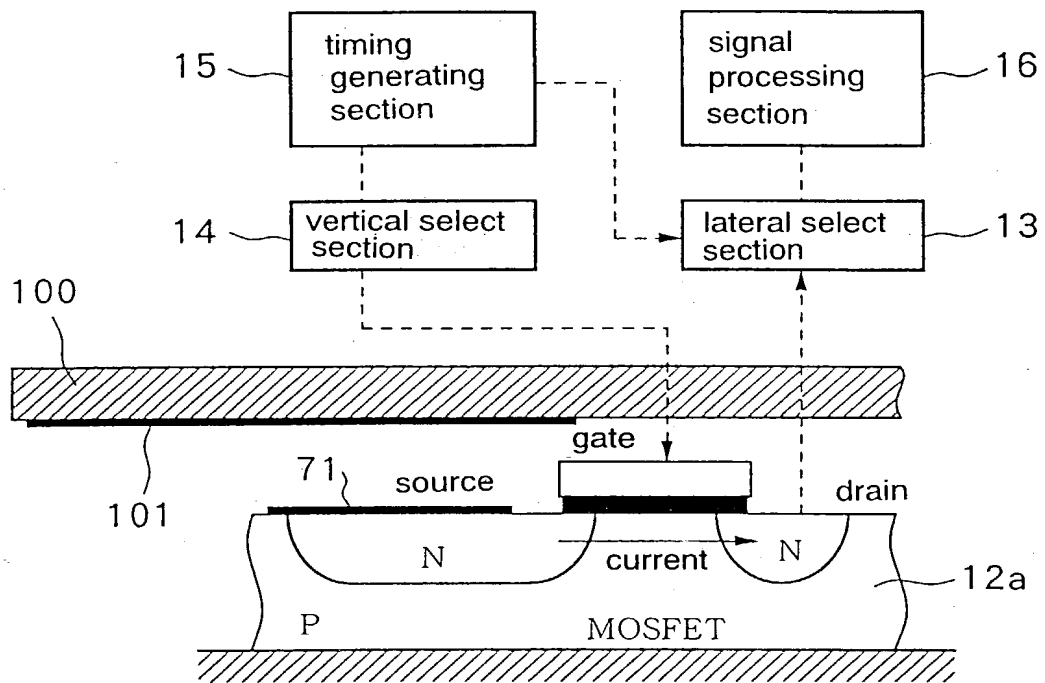 15
timing
generating
section
signal
processing
section
16
14
vertical select
section
lateral select
section
13
100
101
gate
71
source
drain
N
current
N
12a
P
MOSFET